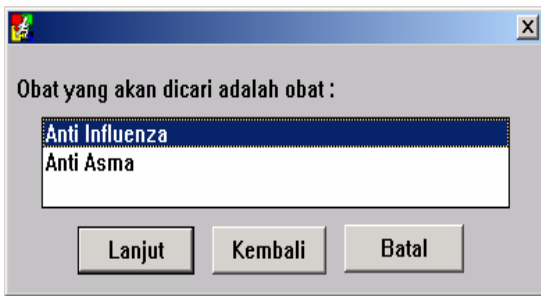 Obat yang akan dicari adalah obat :
Anti Influenza
Anti Asma
Lanjut Kembali Batal